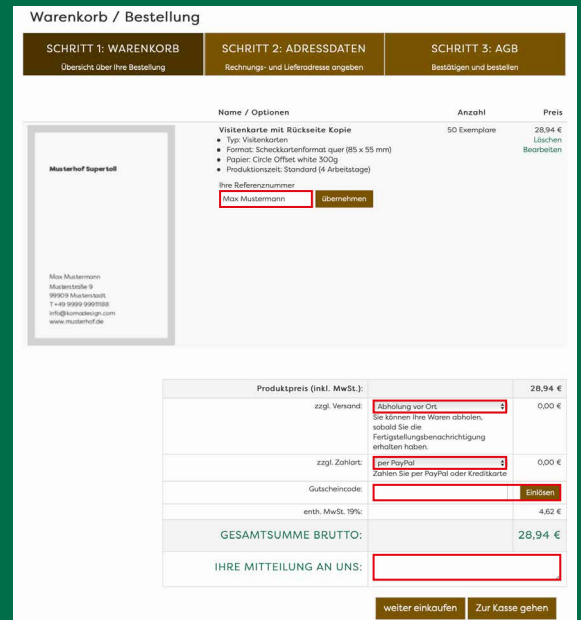 Warenkorb / Bestellung
SCHRITT 1: WARENKORB
Übersicht über Ihre Bestellung
SCHRITT 2: ADRESSDATEN
Rechnungs- und Lieferadresse angeben
SCHRITT 3: AGB
Bestätigen und bestellen
Name / Optionen Anzahl Preis
Musterhof Supertoll
Max Mustermann
Musterstraße 9
99909 Musterstadt
T +49 9999 99911188
info@komadesign.com
www.musterhof.de
Visitenkarte mit Rückseite Kopie 50 Exemplare 28,94 €
• Typ: Visitenkarten Löschen
• Format: Scheckkartenformat quer (85 x 55 mm) Bearbeiten
• Papier: Circle Offset white 300g
• Produktionszeit: Standard (4 Arbeitstage)
Ihre Referenznummer
Max Mustermann übernehmen
Produktpreis (inkl. MwSt.): 28,94 €
zzgl. Versand: Abholung vor Ort 0,00 €
Sie können Ihre Waren abholen,
sobald Sie die
Fertigstellungsbenachrichtigung
erhalten haben.
zzgl. Zahlart: per PayPal 0,00 €
Zahlen Sie per PayPal oder Kreditkarte
Gutscheincode: Einlösen
enth. MwSt. 19%: 4,62 €
GESAMTSUMME BRUTTO: 28,94 €
IHRE MITTEILUNG AN UNS:
weiter einkaufen Zur Kasse gehen